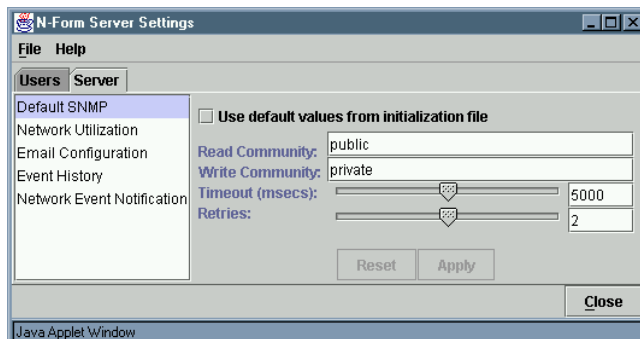 N-Form Server Settings
File Help
Users Server
Default SNMP
Network Utilization
Email Configuration
Event History
Network Event Notification
Use default values from initialization file
Read Community: public
Write Community: private
Timeout (msecs): 5000
Retries: 2
Reset Apply
Close
Java Applet Window